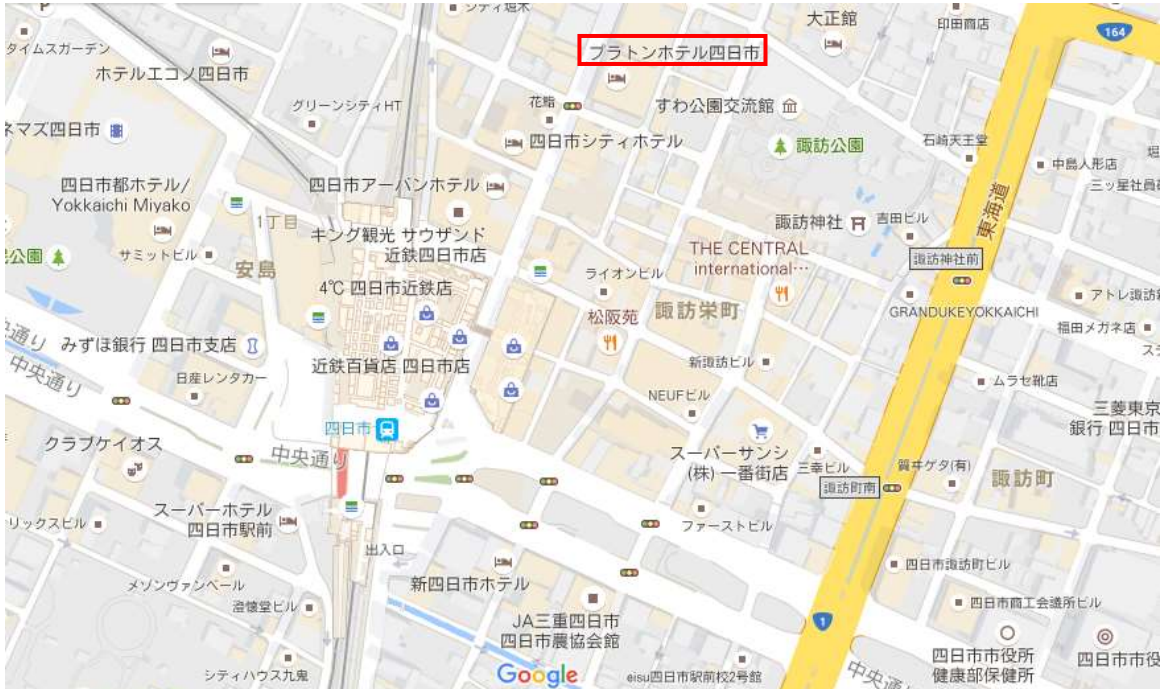 シティ垣木
大正館
印田商店
164
タイムスガーデン
プラトンホテル四日市
ホテルエコノ四日市
グリーンシティHT
花鮨
すわ公園交流館
ネマズ四日市
四日市シティホテル
諏訪公園
石崎天王堂
中島人形店
四日市都ホテル/
Yokkaichi Miyako
四日市アーバンホテル
三ッ星社員
1丁目
キング観光 サウザンド
近鉄四日市店
諏訪神社
吉田ビル
東海道
公園
サミットビル
安島
THE CENTRAL
international…
諏訪神社前
ライオンビル
4℃ 四日市近鉄店
諏訪栄町
GRANDUKEYOKKAICHI
アトレ諏訪
松阪苑
福田メガネ店
中央通り
みずほ銀行 四日市支店
近鉄百貨店 四日市店
新諏訪ビル
中央通り
日産レンタカー
NEUFビル
ムラセ靴店
四日市
三菱東京
銀行 四日市
クラブケイオス
中央通り
スーパーサンシ
(株) 一番街店
三幸ビル
賀キゲタ(有)
諏訪町
諏訪町南
スーパーホテル
四日市駅前
リックスビル
ファーストビル
出入口
四日市諏訪町ビル
メゾンヴァンベール
新四日市ホテル
澄懐堂ビル
四日市商工会議所ビル
JA三重四日市
四日市農協会館
1
四日市市役所
健康部保健所
四日市市役
シティハウス九鬼
Google
eisu四日市駅前校2号館
中央通